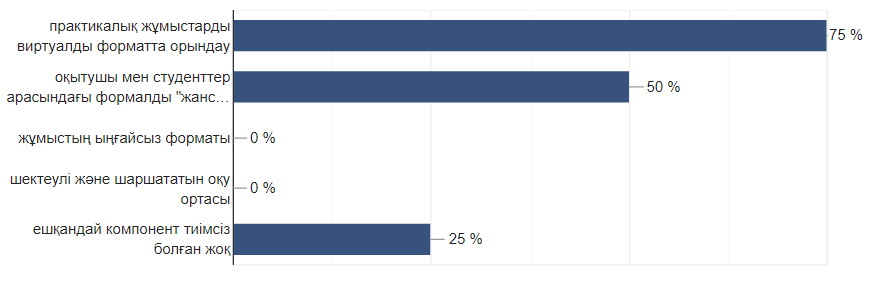 практикалық жұмыстарды
виртуалды форматта орындау
75 %
оқытушы мен студенттер
арасындағы формалды "жанс...
50 %
жұмыстың ыңғайсыз форматы
0 %
шектеулі және шаршататын оқу
ортасы
0 %
ешқандай компонент тиімсіз
болған жоқ
25 %